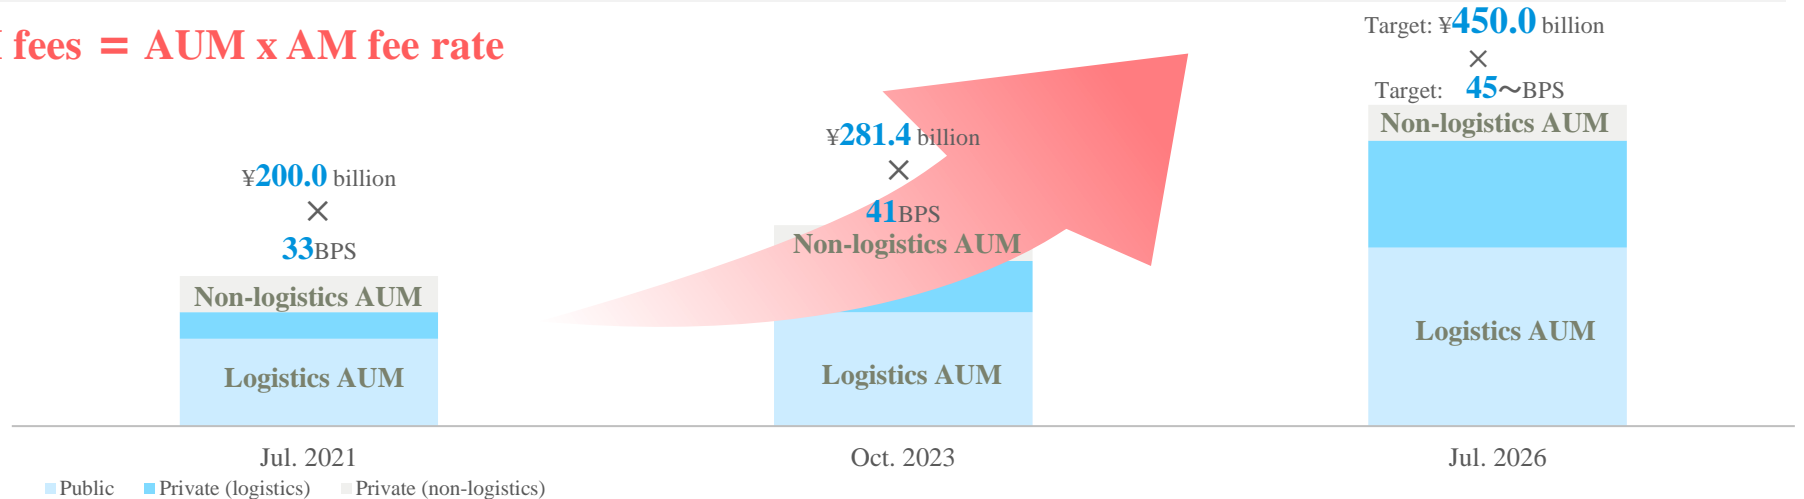 fees = AUM x AM fee rate
Target: ¥450.0 billion
×
Target: 45～BPS
¥281.4 billion
×
41BPS
¥200.0 billion
×
33BPS
Non-logistics AUM
Logistics AUM
Non-logistics AUM
Logistics AUM
Non-logistics AUM
Logistics AUM
Jul. 2021
Oct. 2023
Jul. 2026
Public
Private (logistics)
Private (non-logistics)